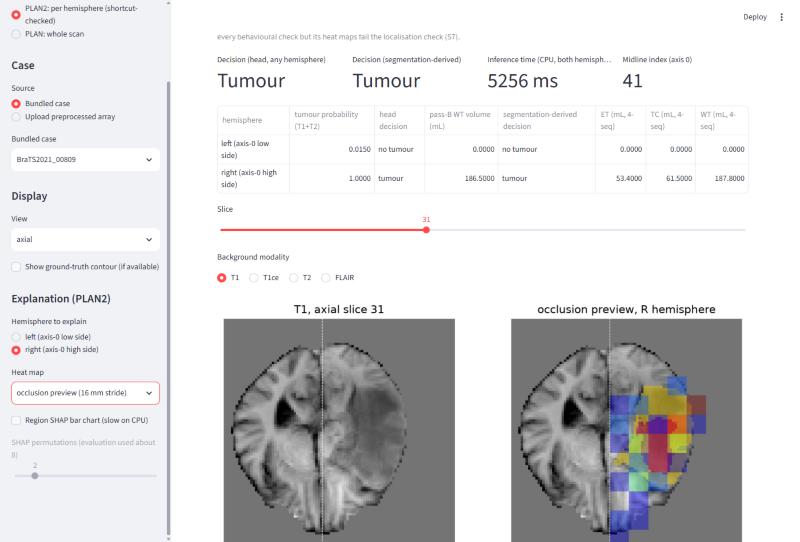 PLAN2: per hemisphere (shortcut-
checked)
PLAN: whole scan
Case
Source
Bundled case
Upload preprocessed array
Bundled case
BraTS2021_00809
Display
View
axial
Show ground-truth contour (if available)
Explanation (PLAN2)
Hemisphere to explain
left (axis-0 low side)
right (axis-0 high side)
Heat map
occlusion preview (16 mm stride)
Region SHAP bar chart (slow on CPU)
SHAP permutations (evaluation used about
8)
2
Deploy
every behavioural check but its heat maps fail the localisation check (S7).
Decision (head, any hemisphere)
Tumour
Decision (segmentation-derived)
Tumour
Inference time (CPU, both hemisph...
5256 ms
Midline index (axis 0)
41
hemisphere tumour probability (T1+T2) head decision pass-B WT volume (mL) segmentation-derived decision ET (mL, 4-seq) TC (mL, 4-seq) WT (mL, 4-seq)
left (axis-0 low side) 0.0150 no tumour 0.0000 no tumour 0.0000 0.0000 0.0000
right (axis-0 high side) 1.0000 tumour 186.5000 tumour 53.4000 61.5000 187.8000
Slice
31
Background modality
T1 T1ce T2 FLAIR
T1, axial slice 31
occlusion preview, R hemisphere